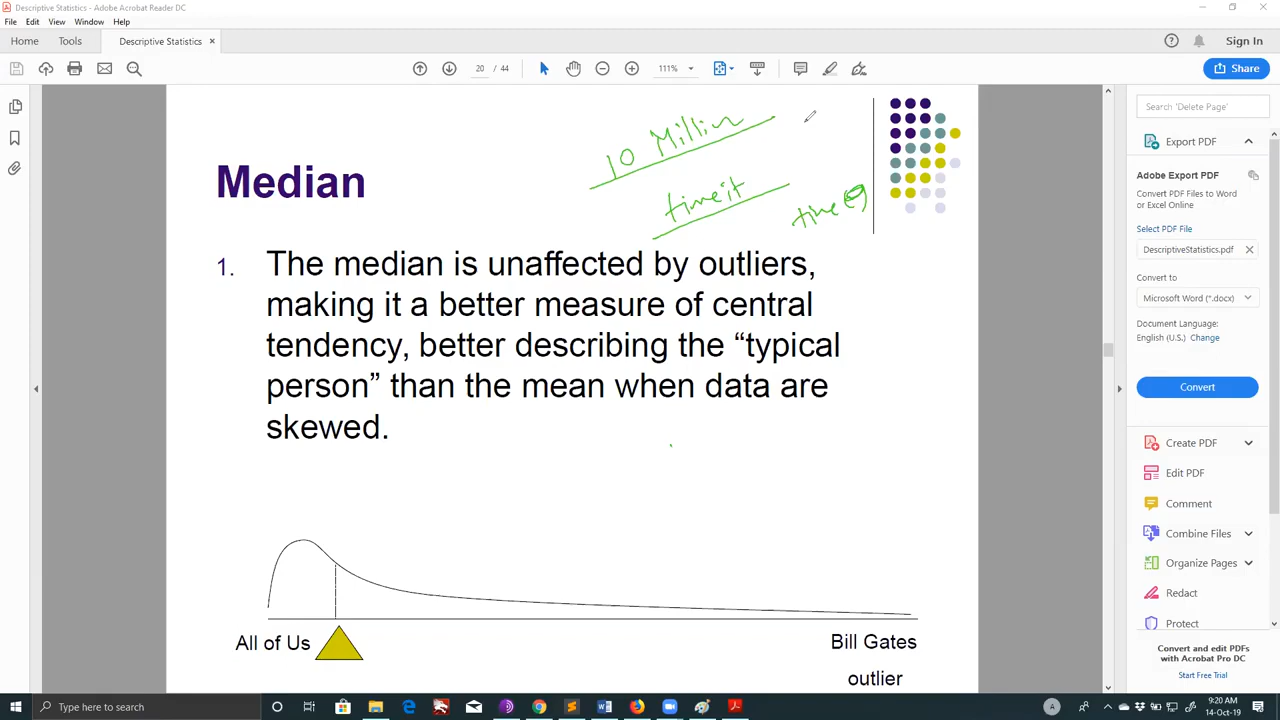 Descriptive Statistics - Adobe Acrobat Reader DC
File Edit View Window Help
Home Tools Descriptive Statistics ×
Sign In
20 / 44
111%
Share
10 Million
timeit
time()
Median
1. The median is unaffected by outliers,
making it a better measure of central
tendency, better describing the “typical
person” than the mean when data are
skewed.
All of Us
Bill Gates
outlier
Search 'Delete Page'
Export PDF
Adobe Export PDF
Convert PDF Files to Word
or Excel Online
Select PDF File
DescriptiveStatistics.pdf
Convert to
Microsoft Word (*.docx)
Document Language:
English (U.S.) Change
Convert
Create PDF
Edit PDF
Comment
Combine Files
Organize Pages
Redact
Protect
Convert and edit PDFs
with Acrobat Pro DC
Start Free Trial
Type here to search
9:20 AM
14-Oct-19